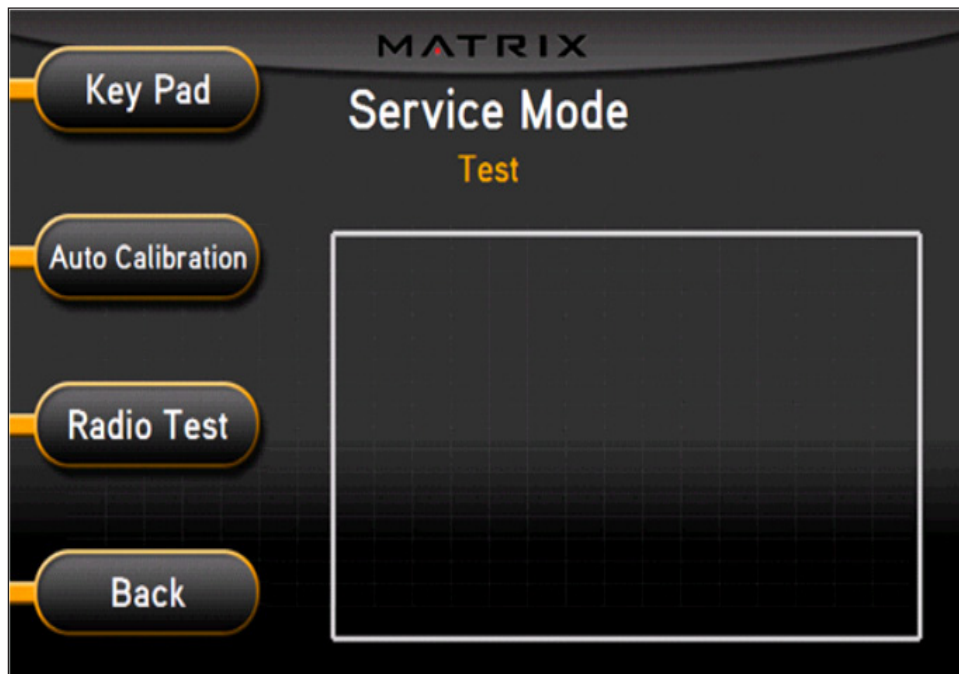 MATRIX
Service Mode
Test
Key Pad
Auto Calibration
Radio Test
Back